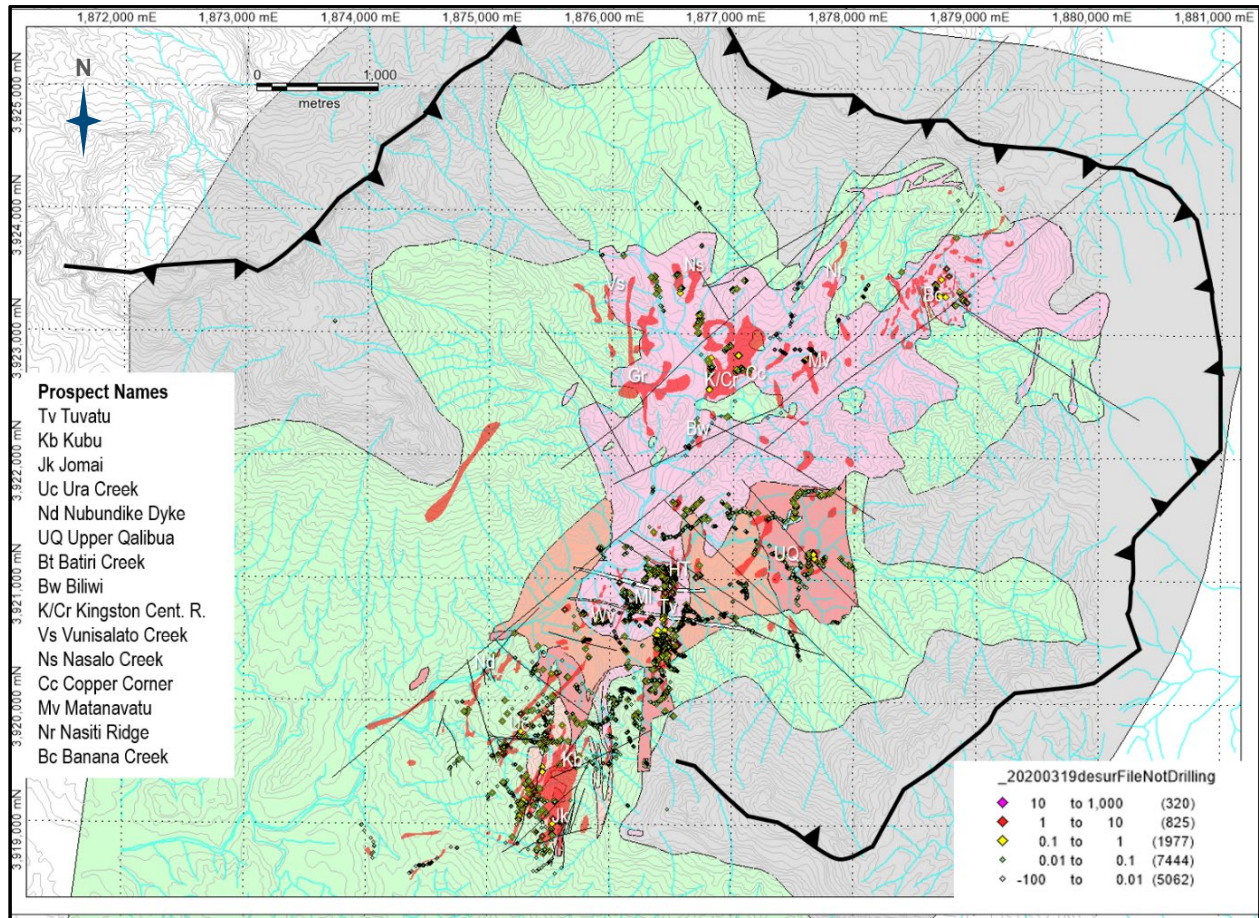 1,872,000 mE
1,873,000 mE
1,874,000 mE
1,875,000 mE
1,876,000 mE
1,877,000 mE
1,878,000 mE
1,879,000 mE
1,880,000 mE
1,881,000 mE
3,925,000 mN
3,924,000 mN
3,923,000 mN
3,922,000 mN
3,921,000 mN
3,920,000 mN
3,919,000 mN
N
0 1,000
metres
Ns
Vs
Nr
Bc
Mv
Gr
K/Cr
Cc
Bw
UQ
HT
Ml
Tv
Wv
Nd
Kb
Jk
Prospect Names
Tv Tuvatu
Kb Kubu
Jk Jomai
Uc Ura Creek
Nd Nubundike Dyke
UQ Upper Qalibua
Bt Batiri Creek
Bw Biliwi
K/Cr Kingston Cent. R.
Vs Vunisalato Creek
Ns Nasalo Creek
Cc Copper Corner
Mv Matanavatu
Nr Nasiti Ridge
Bc Banana Creek
_20200319desurFileNotDrilling
10 to 1,000 (320)
1 to 10 (825)
0.1 to 1 (1977)
0.01 to 0.1 (7444)
-100 to 0.01 (5062)